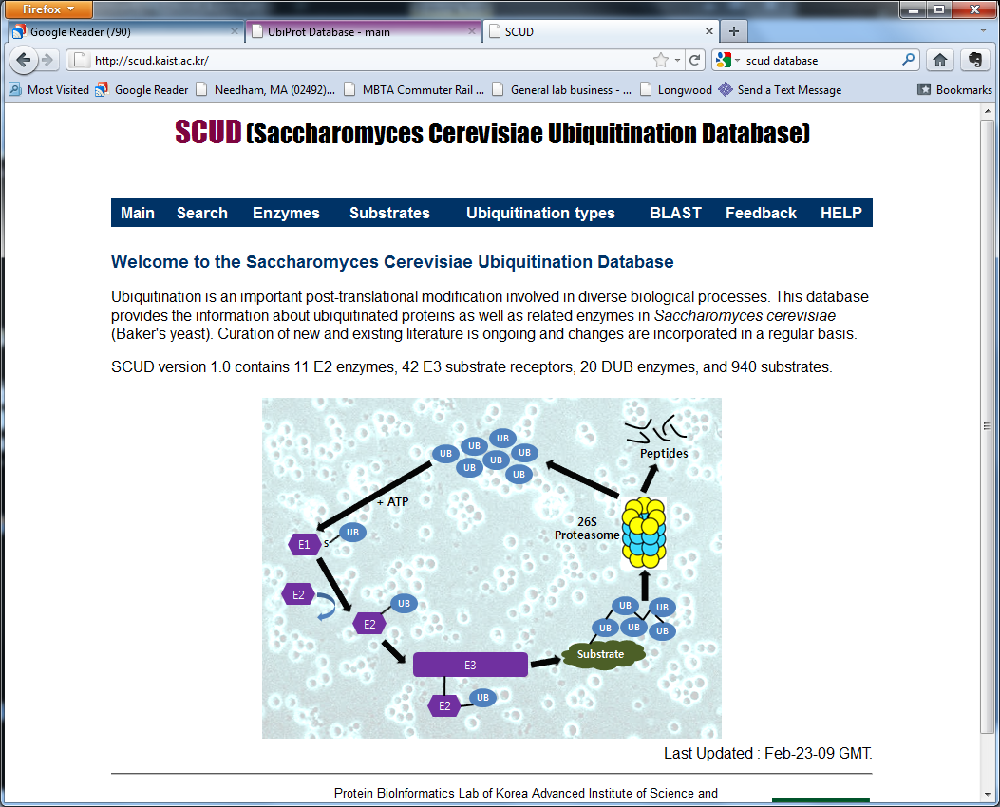 Firefox
Google Reader (790)
UbiProt Database - main
SCUD
http://scud.kaist.ac.kr/
scud database
Most Visited
Google Reader
Needham, MA (02492)...
MBTA Commuter Rail ...
General lab business - ...
Longwood
Send a Text Message
Bookmarks
SCUD (Saccharomyces Cerevisiae Ubiquitination Database)
Main Search Enzymes Substrates Ubiquitination types BLAST Feedback HELP
Welcome to the Saccharomyces Cerevisiae Ubiquitination Database
Ubiquitination is an important post-translational modification involved in diverse biological processes. This database
provides the information about ubiquitinated proteins as well as related enzymes in Saccharomyces cerevisiae
(Baker's yeast). Curation of new and existing literature is ongoing and changes are incorporated in a regular basis.
SCUD version 1.0 contains 11 E2 enzymes, 42 E3 substrate receptors, 20 DUB enzymes, and 940 substrates.
UB
UB
UB
UB
UB
UB
UB
UB
Peptides
+ ATP
26S
Proteasome
E1
S
UB
E2
E2
UB
UB
UB
UB
UB
UB
Substrate
E3
E2
UB
Last Updated : Feb-23-09 GMT.
Protein BioInformatics Lab of Korea Advanced Institute of Science and